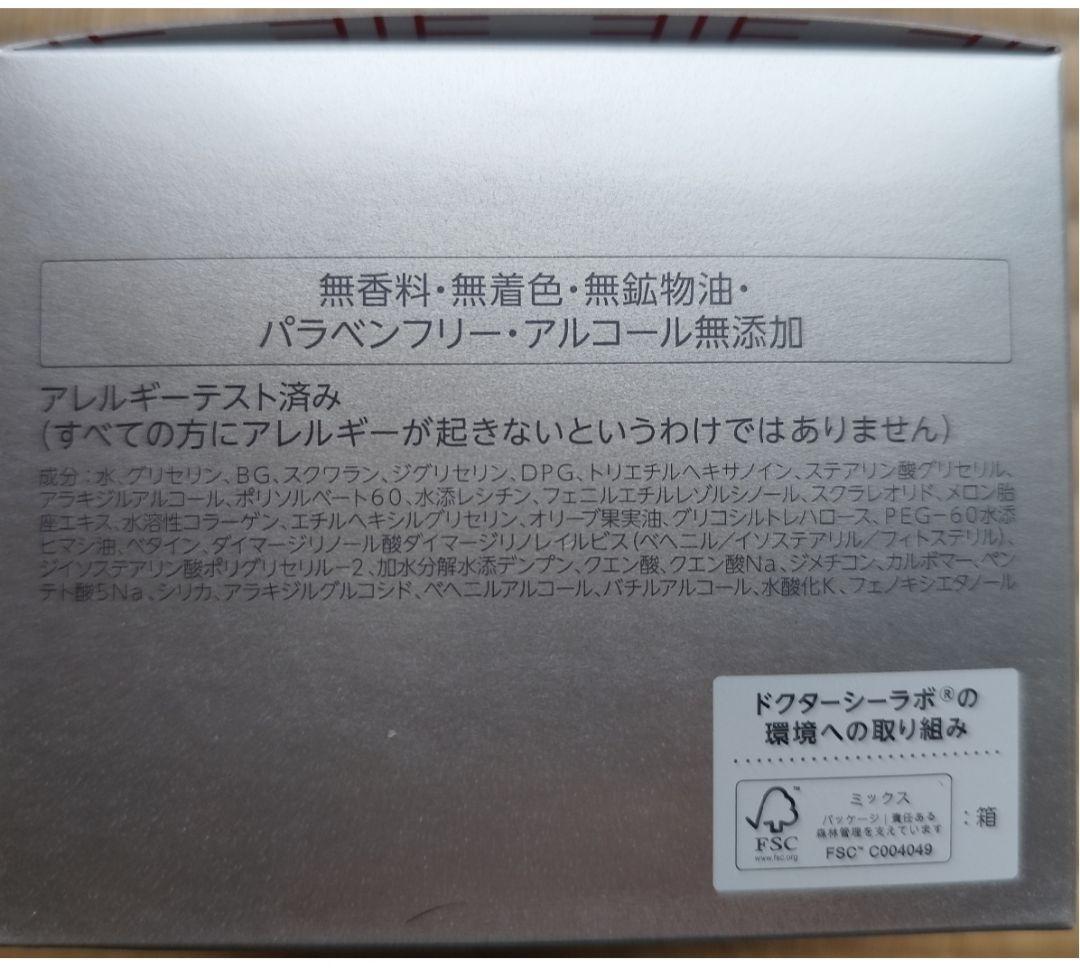 無香料・無着色・無鉱物油・
パラベンフリー・アルコール無添加
アレルギーテスト済み
(すべての方にアレルギーが起きないというわけではありません)
成分：水、グリセリン、BG、スクワラン、ジグリセリン、DPG、トリエチルヘキサノイン、ステアリン酸グリセリル、
アラキジルアルコール、ポリソルベート60、水添レシチン、フェニルエチルレゾルシノール、スクラレオリド、メロン胎
座エキス、水溶性コラーゲン、エチルヘキシルグリセリン、オリーブ果実油、グリコシルトレハロース、PEG-60水添
ヒマシ油、ベタイン、ダイマージリノール酸ダイマージリノレイルビス(ベヘニル/イソステアリル/フィトステリル)、
ジイソステアリン酸ポリグリセリル-2、加水分解水添デンプン、クエン酸、クエン酸Na、ジメチコン、カルボマー、ペン
テト酸5Na、シリカ、アラキジルグルコシド、ベヘニルアルコール、バチルアルコール、水酸化K、フェノキシエタノール
ドクターシーラボ®の
環境への取り組み
ミックス
パッケージ|責任ある
森林管理を支えています
FSC
www.fsc.org
FSC™ C004049
：箱